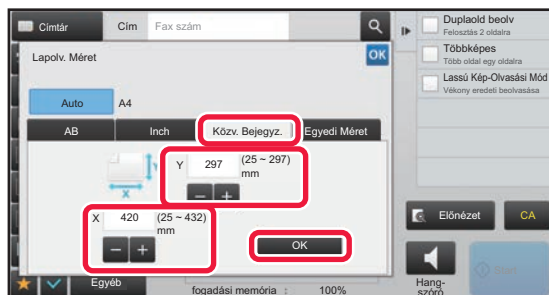 Címtár
Cím
Fax szám
Lapolv. Méret
OK
Auto
A4
AB
Inch
Közv. Bejegyz.
Egyedi Méret
Y
Y 297 (25 ~ 297)
mm
X
X 420 (25 ~ 432)
mm
OK
Egyéb
fogadási memória : 100%
Duplaold beolv
Felosztás 2 oldalra
Többképes
Több oldal egy oldalra
Lassú Kép-Olvasási Mód
Vékony eredeti beolvasása
Előnézet
CA
Hang-
szóró
Start